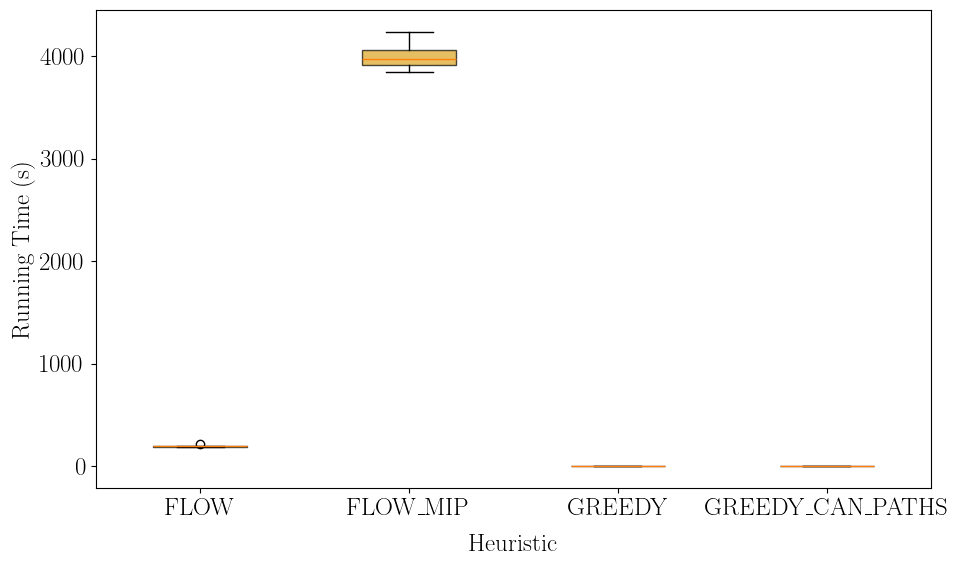 4000
3000
2000
1000
0
Running Time (s)
FLOW
FLOW_MIP
GREEDY
GREEDY_CAN_PATHS
Heuristic